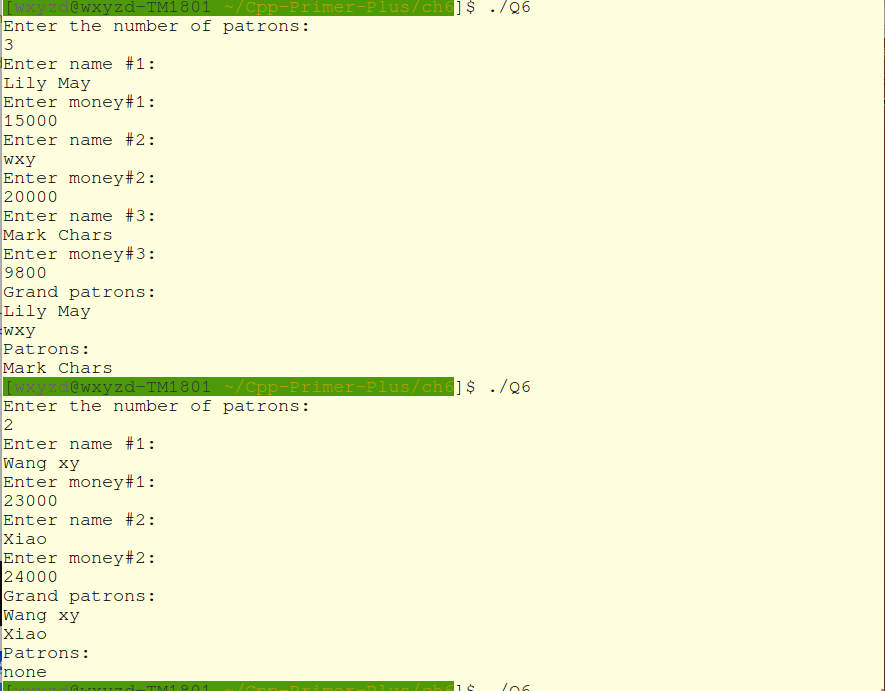 [wxyzd@wxyzd-TM1801 ~/Cpp-Primer-Plus/ch6]$ ./Q6
Enter the number of patrons:
3
Enter name #1:
Lily May
Enter money#1:
15000
Enter name #2:
wxy
Enter money#2:
20000
Enter name #3:
Mark Chars
Enter money#3:
9800
Grand patrons:
Lily May
wxy
Patrons:
Mark Chars
[wxyzd@wxyzd-TM1801 ~/Cpp-Primer-Plus/ch6]$ ./Q6
Enter the number of patrons:
2
Enter name #1:
Wang xy
Enter money#1:
23000
Enter name #2:
Xiao
Enter money#2:
24000
Grand patrons:
Wang xy
Xiao
Patrons:
none
[wxyzd@wxyzd-TM1801 ~/Cpp-Primer-Plus/ch6]$ ./Q6